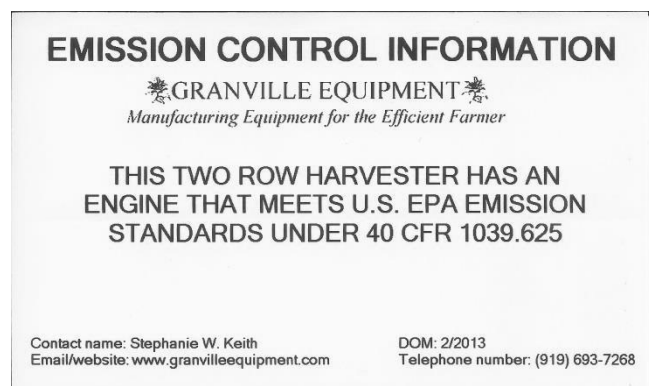 EMISSION CONTROL INFORMATION
GRANVILLE EQUIPMENT
Manufacturing Equipment for the Efficient Farmer
THIS TWO ROW HARVESTER HAS AN
ENGINE THAT MEETS U.S. EPA EMISSION
STANDARDS UNDER 40 CFR 1039.625
Contact name: Stephanie W. Keith
DOM: 2/2013
Email/website: www.granvilleequipment.com
Telephone number: (919) 693-7268